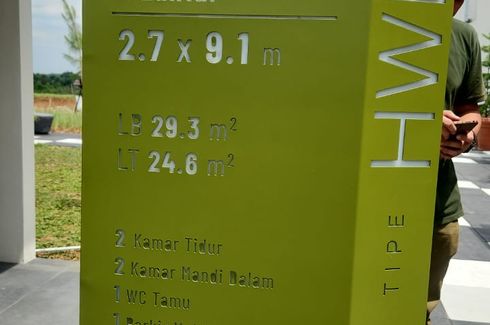 2.7 x 9.1 m
LB 29.3 m²
LT 24.6 m²
2 Kamar Tidur
2 Kamar Mandi Dalam
1 WC Tamu
1
TIPE